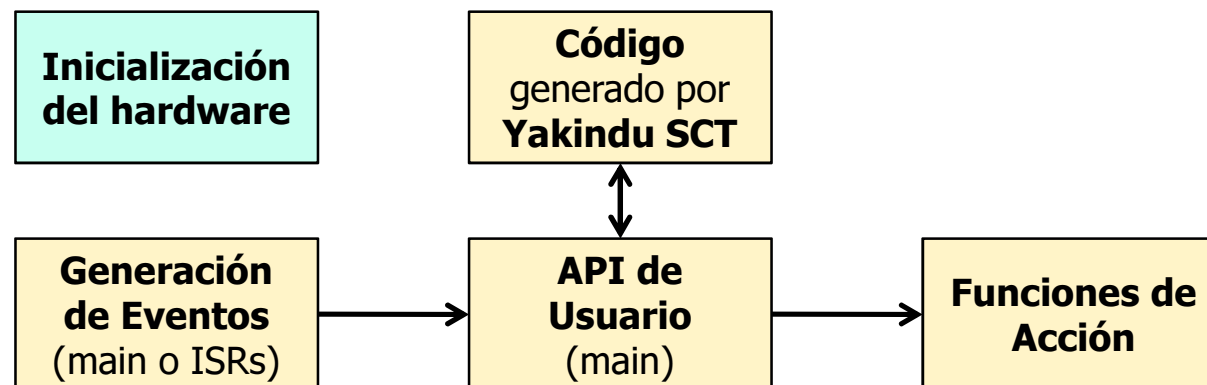 Inicialización
del hardware
Código
generado por
Yakindu SCT
Generación
de Eventos
(main o ISRs)
API de
Usuario
(main)
Funciones de
Acción